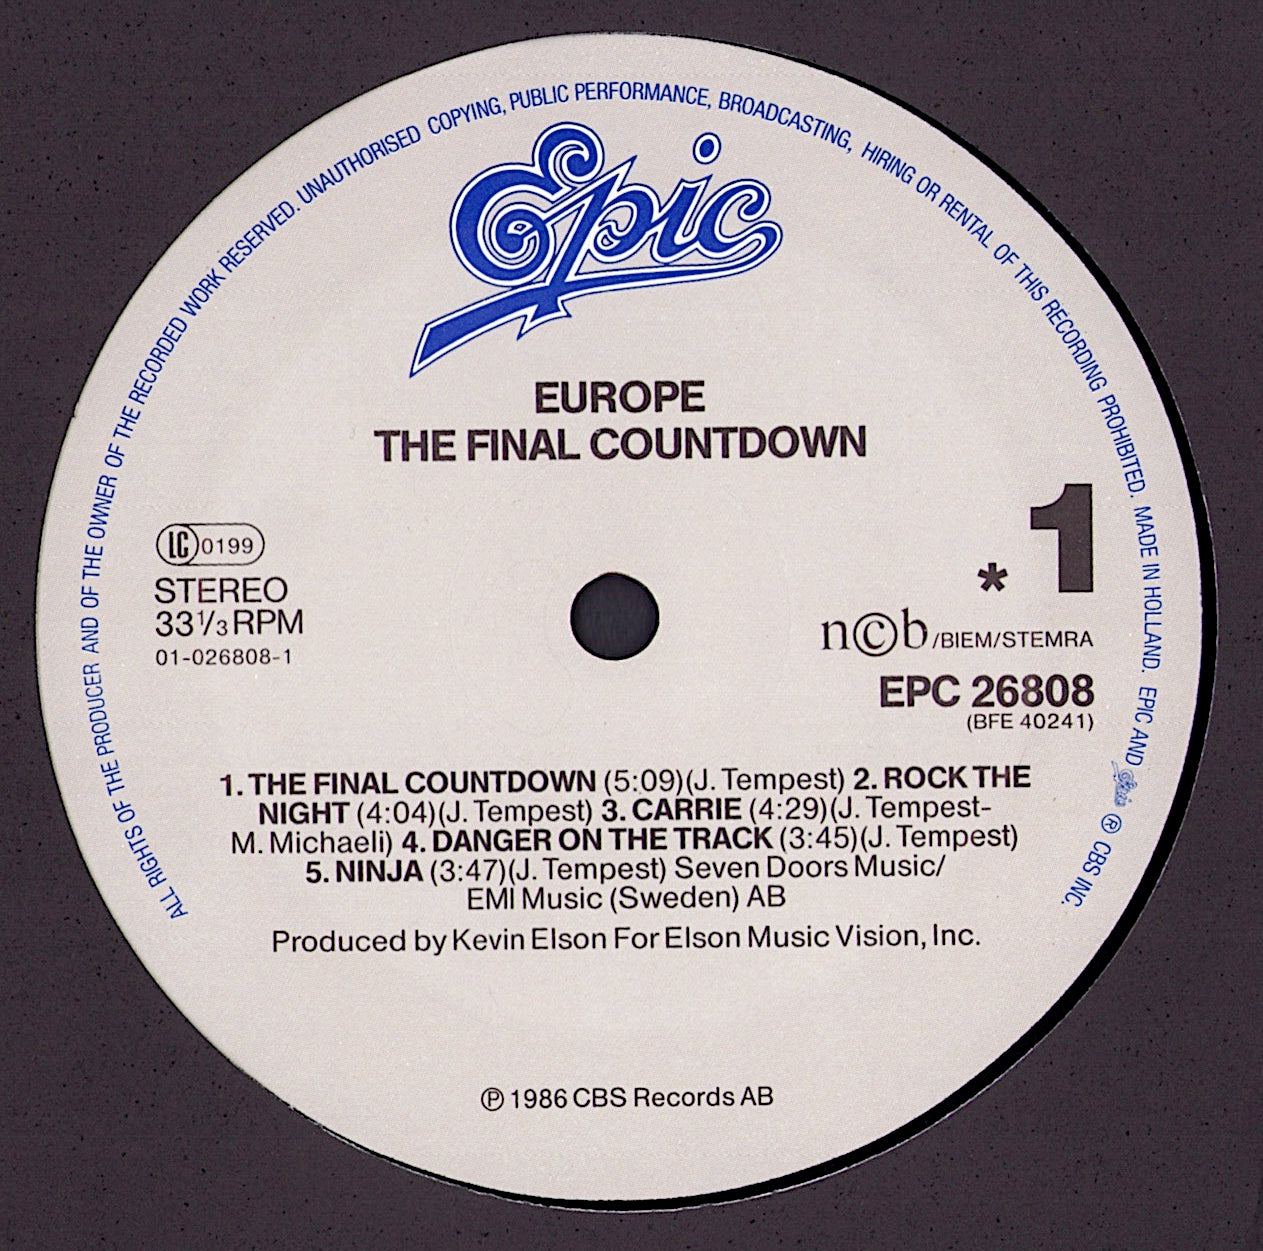 ALL RIGHTS OF THE PRODUCER AND OF THE OWNER OF THE RECORDED WORK RESERVED. UNAUTHORISED COPYING, PUBLIC PERFORMANCE, BROADCASTING, HIRING OR RENTAL OF THIS RECORDING PROHIBITED. MADE IN HOLLAND. EPIC AND Epic ® CBS INC.
Epic
EUROPE
THE FINAL COUNTDOWN
LC 0199
STEREO
33⅓ RPM
01-026808-1
* 1
n©b/BIEM/STEMRA
EPC 26808
(BFE 40241)
1. THE FINAL COUNTDOWN (5:09)(J. Tempest) 2. ROCK THE
NIGHT (4:04)(J. Tempest) 3. CARRIE (4:29)(J. Tempest-
M. Michaeli) 4. DANGER ON THE TRACK (3:45)(J. Tempest)
5. NINJA (3:47)(J. Tempest) Seven Doors Music/
EMI Music (Sweden) AB
Produced by Kevin Elson For Elson Music Vision, Inc.
℗ 1986 CBS Records AB